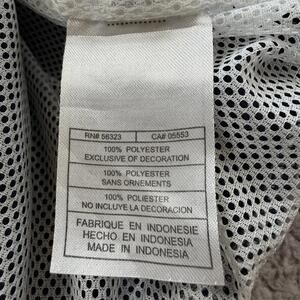 RN# 56323 CA# 05553
100% POLYESTER
EXCLUSIVE OF DECORATION
100% POLYESTER
SANS ORNEMENTS
100% POLIESTER
NO INCLUYE LA DECORACION
FABRIQUE EN INDONESIE
HECHO EN INDONESIA
MADE IN INDONESIA